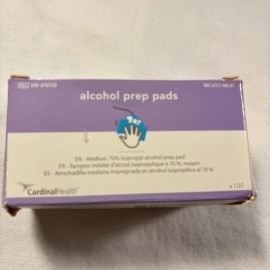 alcohol prep pads
EN - Medium 70% isopropyl alcohol prep pad
FR - Tampon imbibé d'alcool isopropylique à 70 %, moyen
ES - Almohadilla mediana impregnada en alcohol isopropílico al 70 %
CardinalHealth
x100